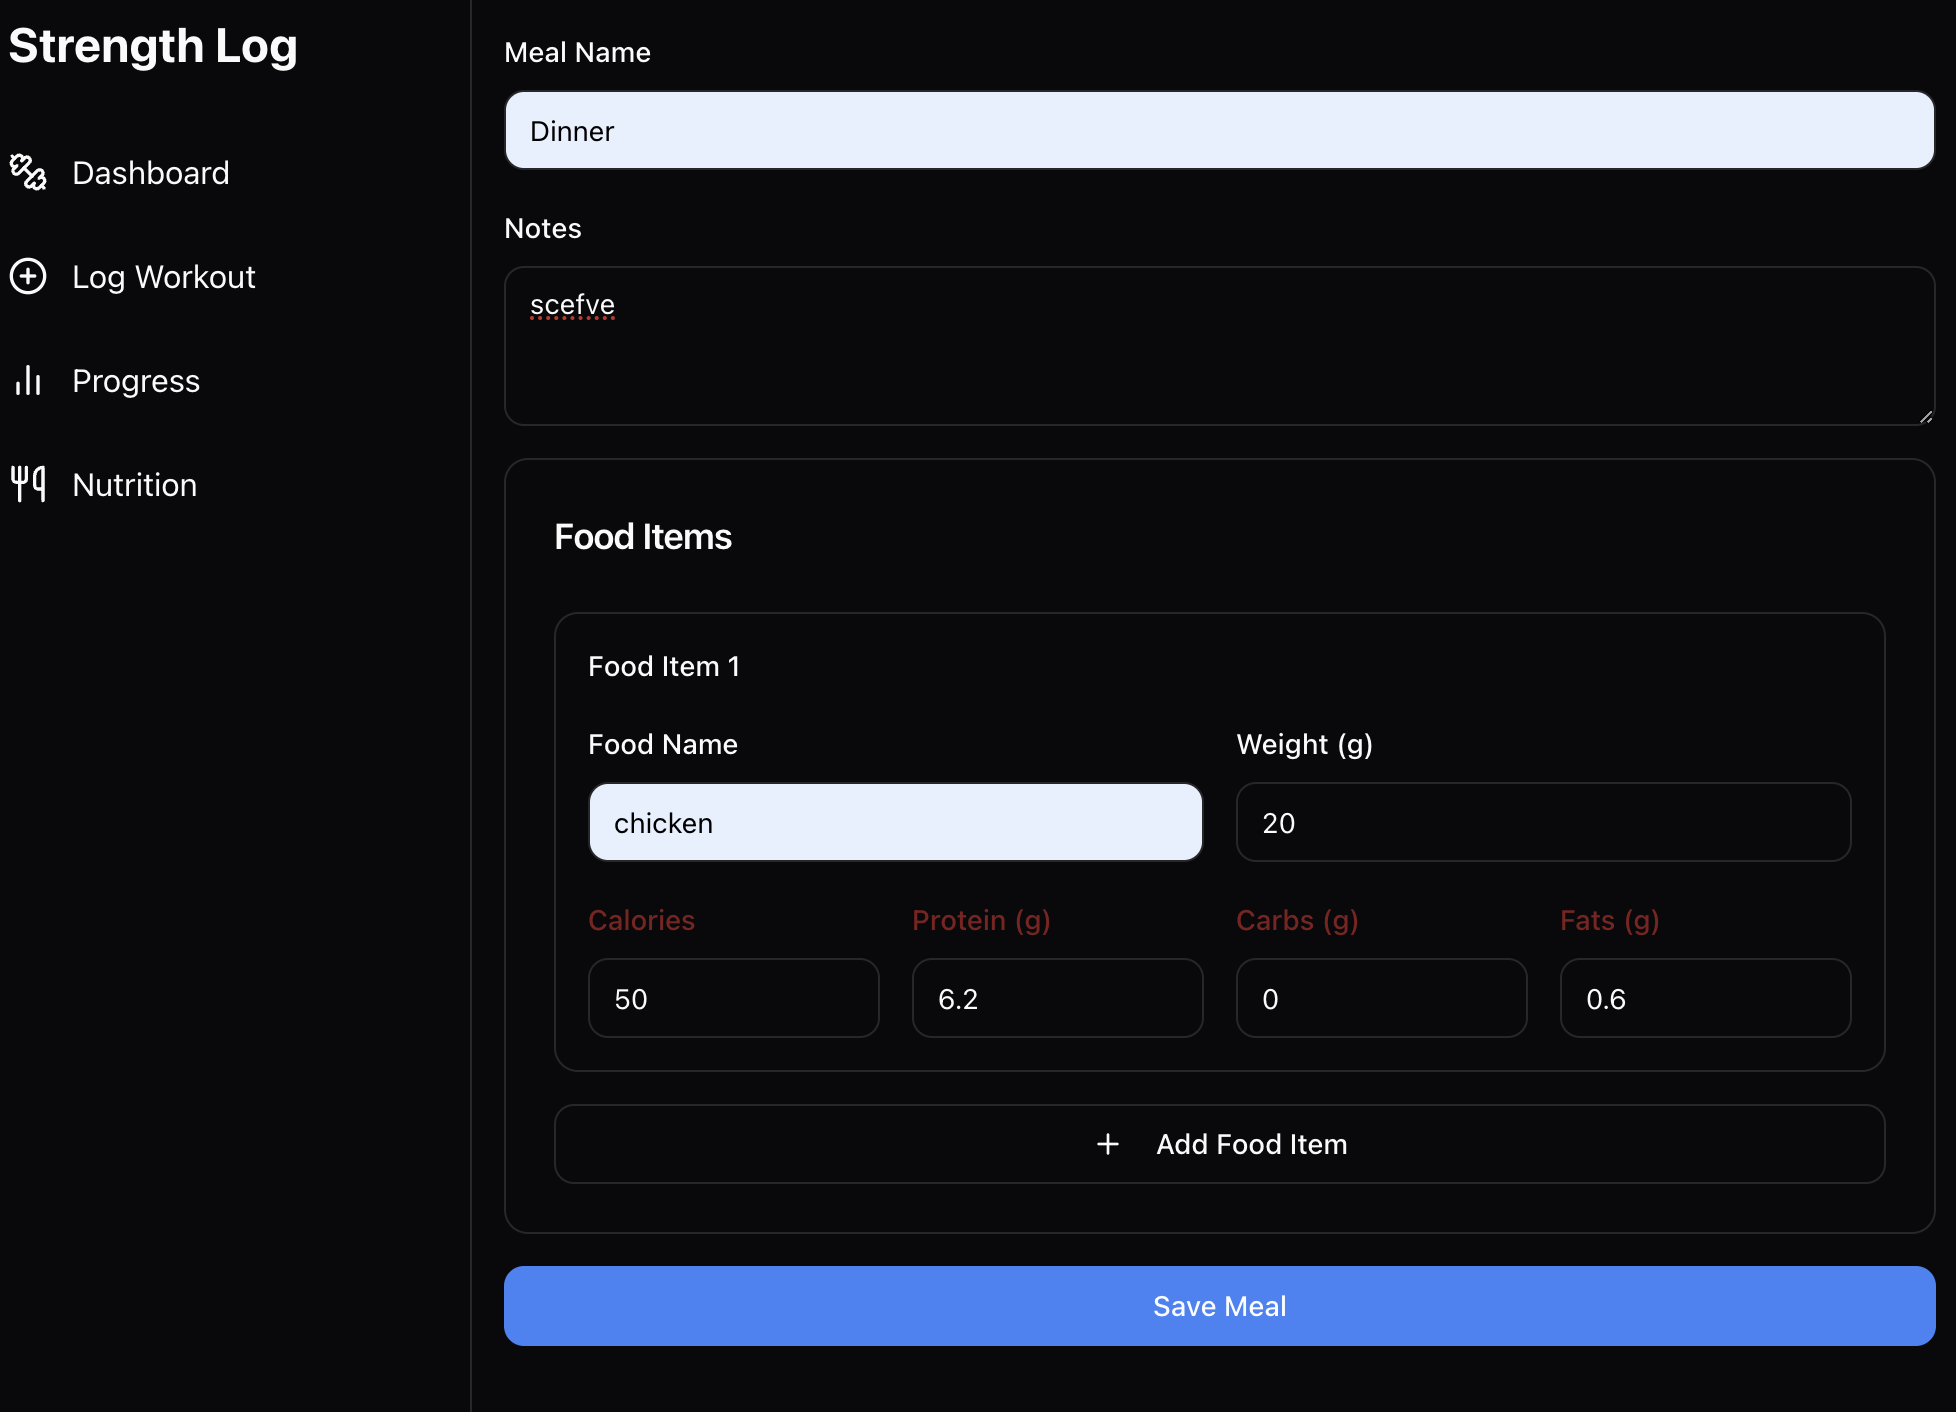 Strength Log
Dashboard
Log Workout
Progress
Nutrition
Meal Name
Dinner
Notes
scefve
Food Items
Food Item 1
Food Name
Weight (g)
chicken
20
Calories
Protein (g)
Carbs (g)
Fats (g)
50
6.2
0
0.6
Add Food Item
Save Meal